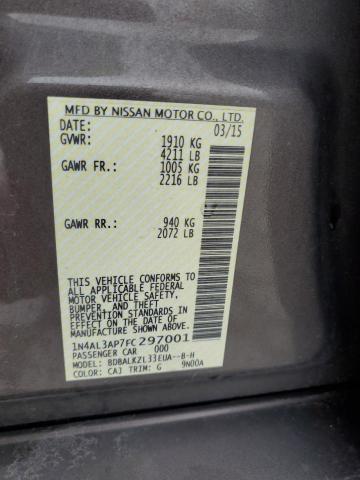 MFD BY NISSAN MOTOR CO., LTD.
DATE: 03/15
GVWR: 1910 KG
4211 LB
GAWR FR.: 1005 KG
2216 LB
GAWR RR.: 940 KG
2072 LB
THIS VEHICLE CONFORMS TO
ALL APPLICABLE FEDERAL
MOTOR VEHICLE SAFETY,
BUMPER, AND THEFT
PREVENTION STANDARDS
IN EFFECT ON THE DATE OF
MANUFACTURE SHOWN ABOVE.
1N4AL3AP7FC297001
PASSENGER CAR 000
MODEL: BDBALKZL33EUA--B-H
COLOR: CAJ TRIM: G 9N00A